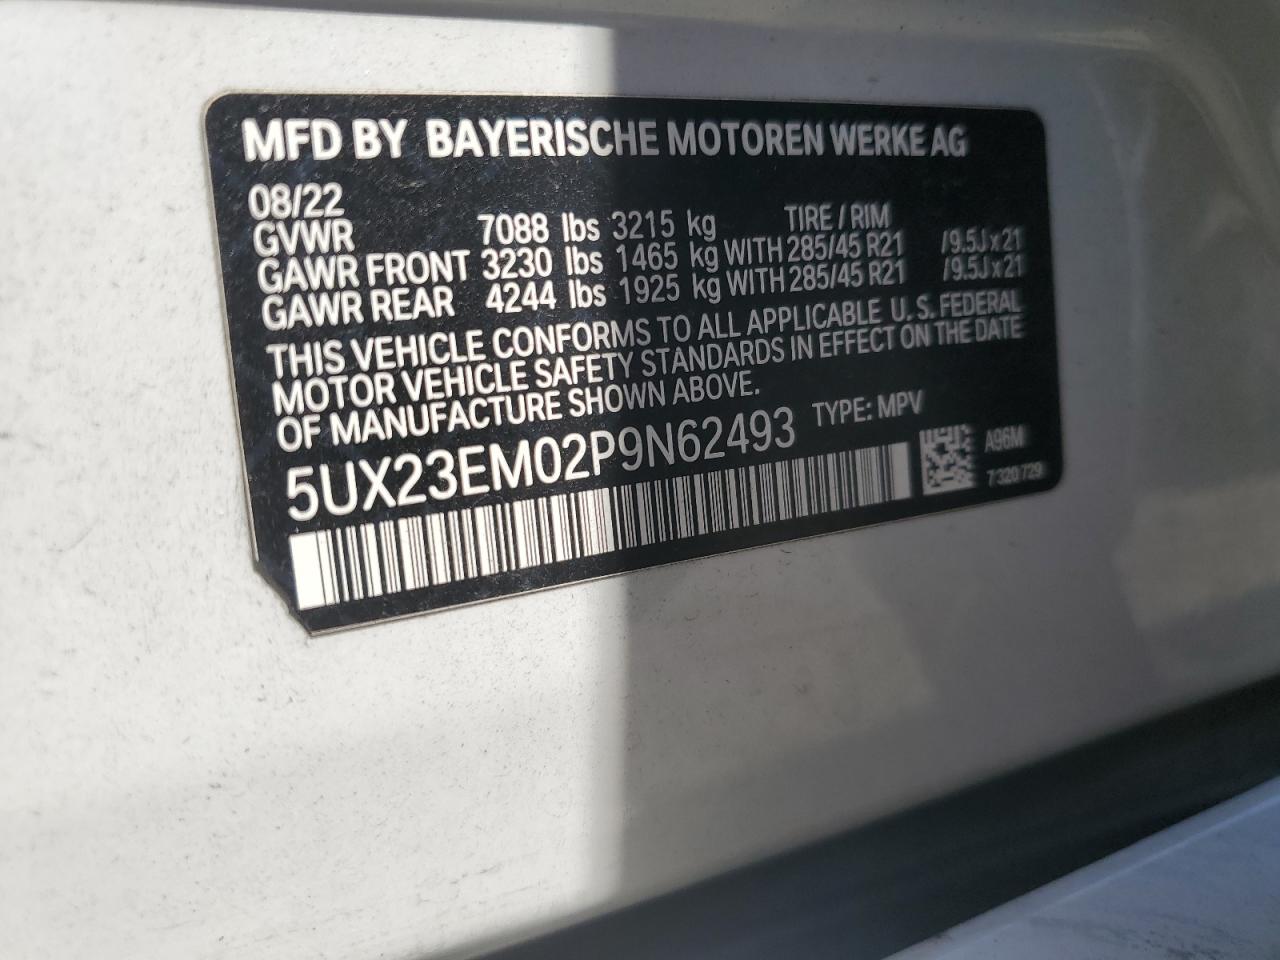 MFD BY BAYERISCHE MOTOREN WERKE AG
08/22
GVWR 7088 lbs 3215 kg TIRE / RIM
GAWR FRONT 3230 lbs 1465 kg WITH 285/45 R21 /9.5J x 21
GAWR REAR 4244 lbs 1925 kg WITH 285/45 R21 /9.5J x 21
THIS VEHICLE CONFORMS TO ALL APPLICABLE U.S. FEDERAL
MOTOR VEHICLE SAFETY STANDARDS IN EFFECT ON THE DATE
OF MANUFACTURE SHOWN ABOVE.
5UX23EM02P9N62493 TYPE: MPV
A96M
7 320 729